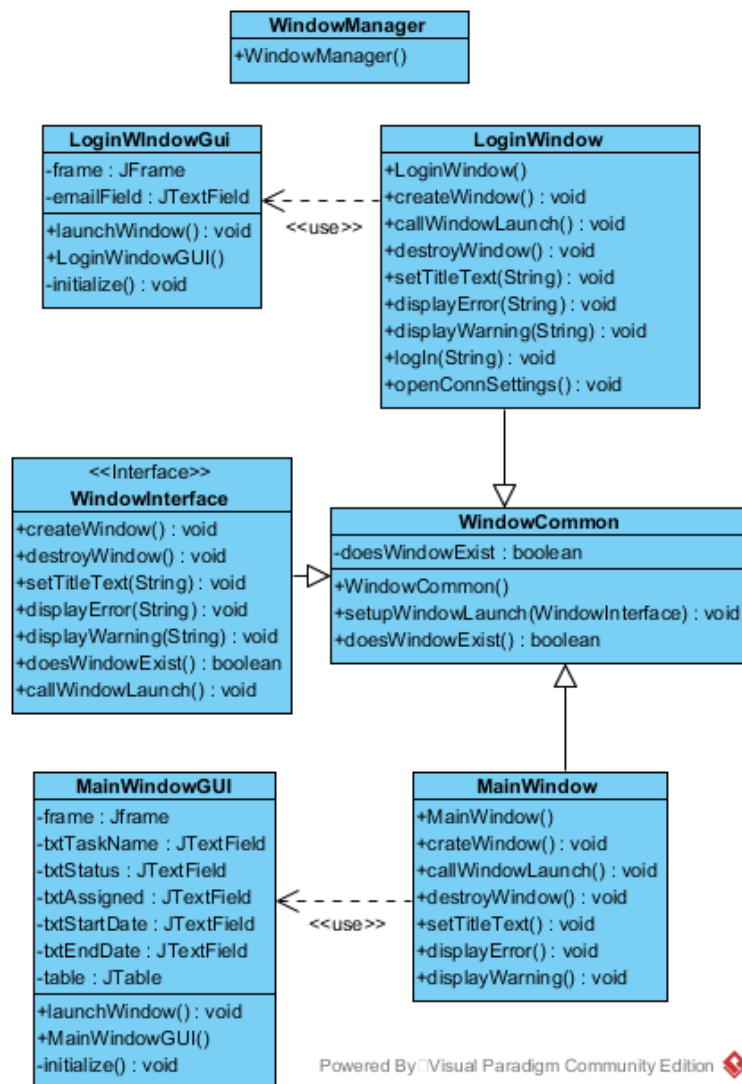 WindowManager
+WindowManager()
LoginWIndowGui
-frame : JFrame
-emailField : JTextField
+launchWindow() : void
+LoginWindowGUI()
-initialize() : void
<<use>>
LoginWindow
+LoginWindow()
+createWindow() : void
+callWindowLaunch() : void
+destroyWindow() : void
+setTitleText(String) : void
+displayError(String) : void
+displayWarning(String) : void
+logIn(String) : void
+openConnSettings() : void
<<Interface>>
WindowInterface
+createWindow() : void
+destroyWindow() : void
+setTitleText(String) : void
+displayError(String) : void
+displayWarning(String) : void
+doesWindowExist() : boolean
+callWindowLaunch() : void
WindowCommon
-doesWindowExist : boolean
+WindowCommon()
+setupWindowLaunch(WindowInterface) : void
+doesWindowExist() : boolean
MainWindowGUI
-frame : Jframe
-txtTaskName : JTextField
-txtStatus : JTextField
-txtAssigned : JTextField
-txtStartDate : JTextField
-txtEndDate : JTextField
-table : JTable
+launchWindow() : void
+MainWindowGUI()
-initialize() : void
<<use>>
MainWindow
+MainWindow()
+crateWindow() : void
+callWindowLaunch() : void
+destroyWindow() : void
+setTitleText() : void
+displayError() : void
+displayWarning() : void
Powered By Visual Paradigm Community Edition